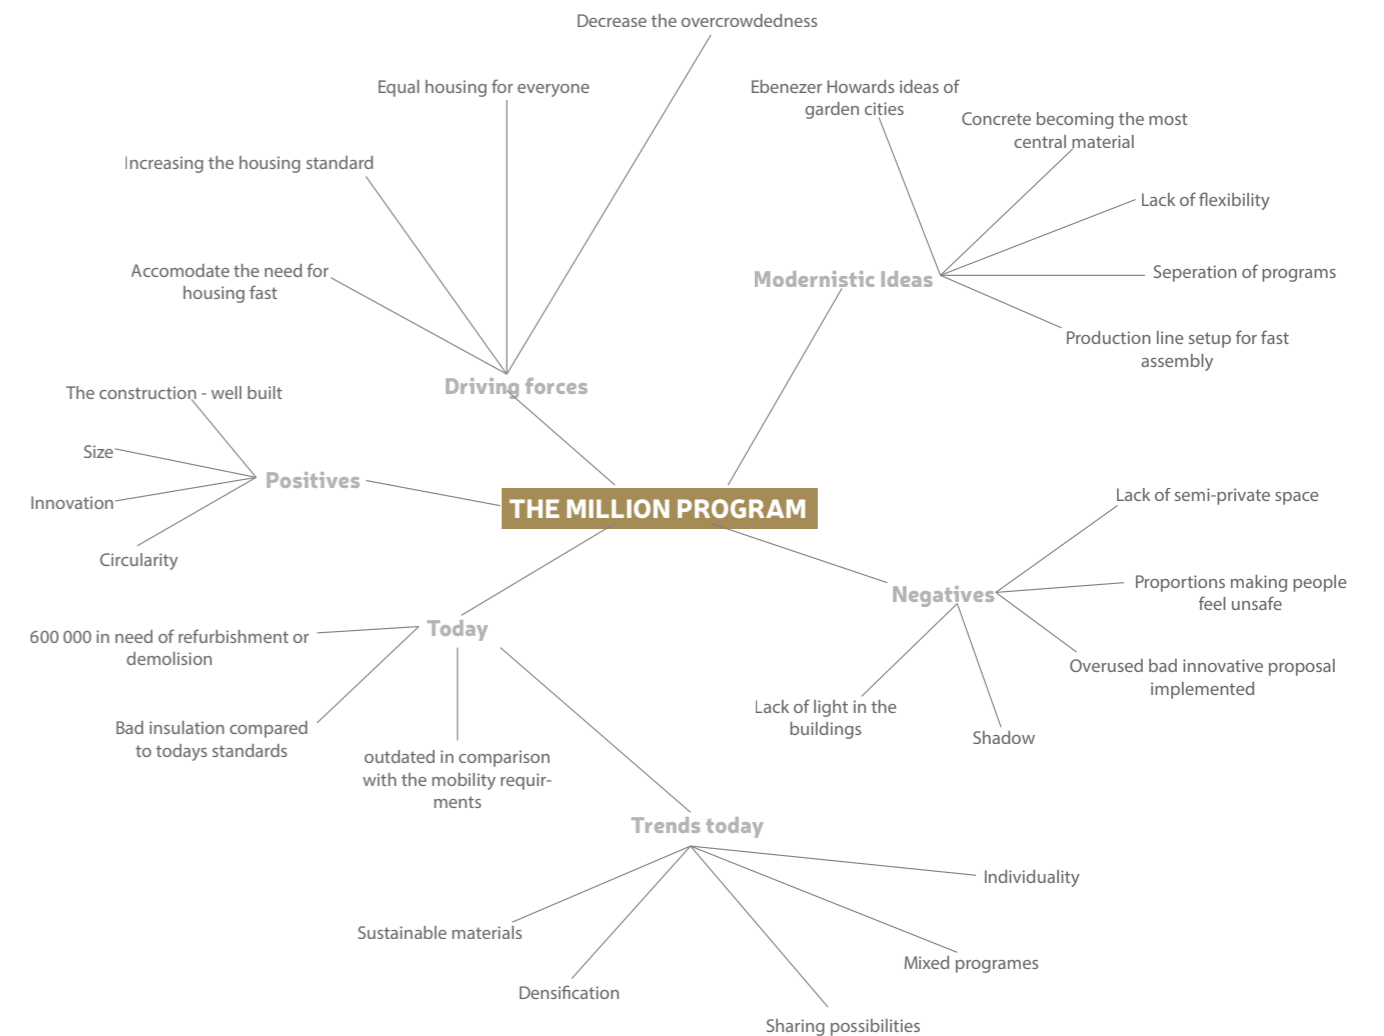 Decrease the overcrowdedness
Equal housing for everyone
Ebenezer Howards ideas of
garden cities
Concrete becoming the most
central material
Increasing the housing standard
Lack of flexibility
Accomodate the need for
housing fast
Modernistic Ideas
Seperation of programs
Production line setup for fast
assembly
Driving forces
The construction - well built
Size
Positives
Innovation
THE MILLION PROGRAM
Circularity
Lack of semi-private space
Negatives
Proportions making people
feel unsafe
Today
600 000 in need of refurbishment or
demolision
Overused bad innovative proposal
implemented
Lack of light in the
buildings
Shadow
Bad insulation compared
to todays standards
outdated in comparison
with the mobility requir-
ments
Trends today
Individuality
Sustainable materials
Mixed programes
Densification
Sharing possibilities